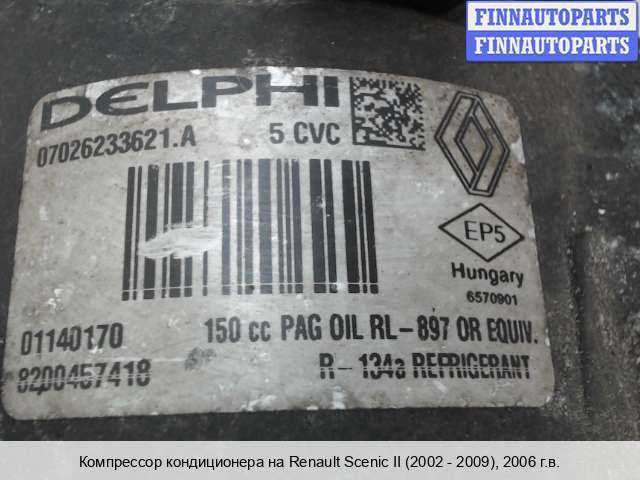 FINNAUTOPARTS
FINNAUTOPARTS
DELPHI
07026233621.A 5 CVC
EP5
Hungary
6570901
01140170 150 cc PAG OIL RL-897 OR EQUIV.
8200457418 R-134a REFRIGERANT
Компрессор кондиционера на Renault Scenic II (2002 - 2009), 2006 г.в.